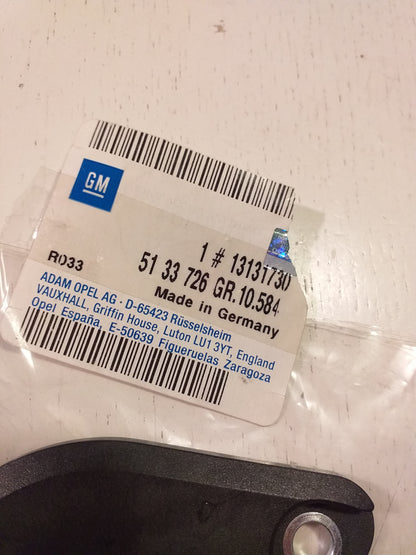 GM
1 # 13131730
R033
51 33 726 GR.10.584
Made in Germany
ADAM OPEL AG · D-65423 Rüsselsheim
VAUXHALL, Griffin House, Luton LU1 3YT, England
Opel España, E-50639 Figueruelas Zaragoza